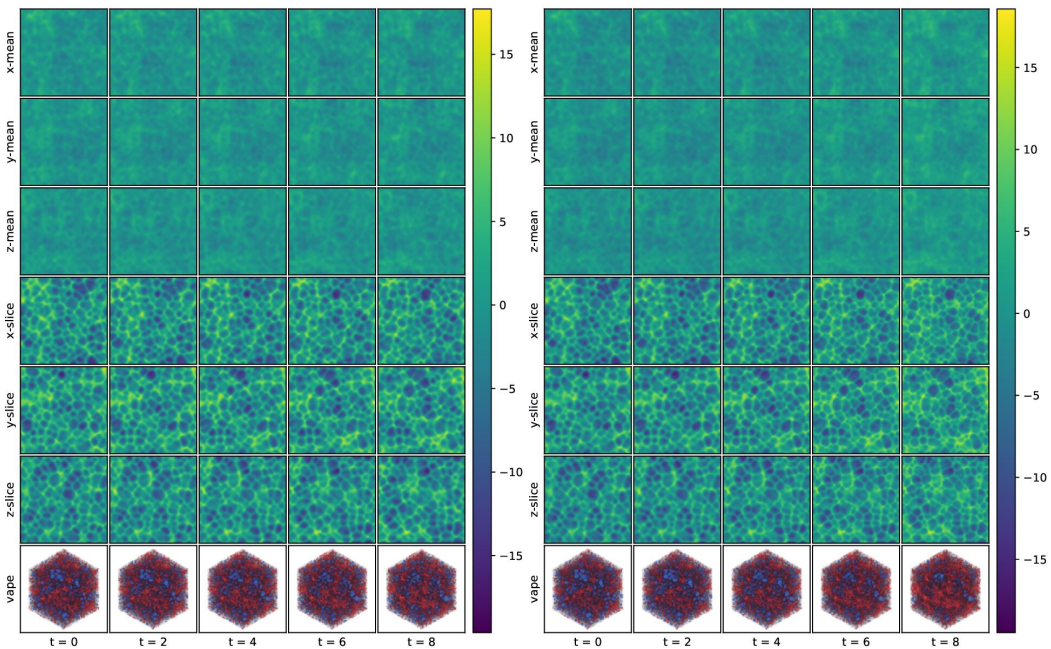 x-mean
y-mean
z-mean
x-slice
y-slice
z-slice
vape
t = 0
t = 2
t = 4
t = 6
t = 8
15
10
5
0
−5
−10
−15
x-mean
y-mean
z-mean
x-slice
y-slice
z-slice
vape
t = 0
t = 2
t = 4
t = 6
t = 8
15
10
5
0
−5
−10
−15